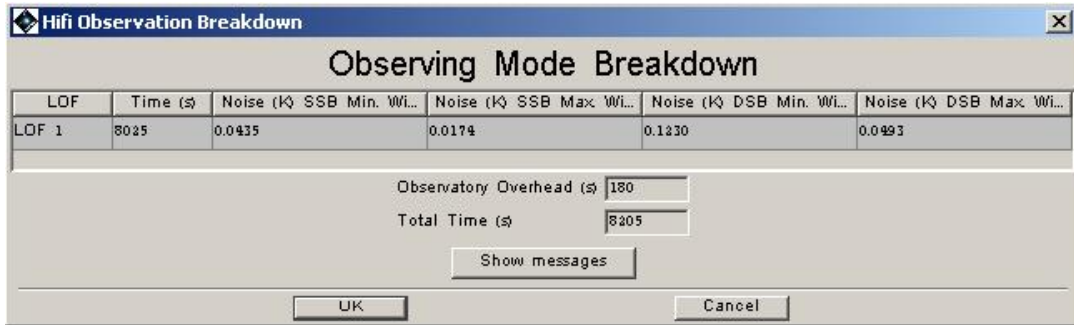 Hifi Observation Breakdown
Observing Mode Breakdown
LOF Time (s) Noise (K) SSB Min. Wi... Noise (K) SSB Max. Wi... Noise (K) DSB Min. Wi... Noise (K) DSB Max. Wi...
LOF 1 8025 0.0435 0.0174 0.1230 0.0493
Observatory Overhead (s) 180
Total Time (s) 8205
Show messages
UK Cancel